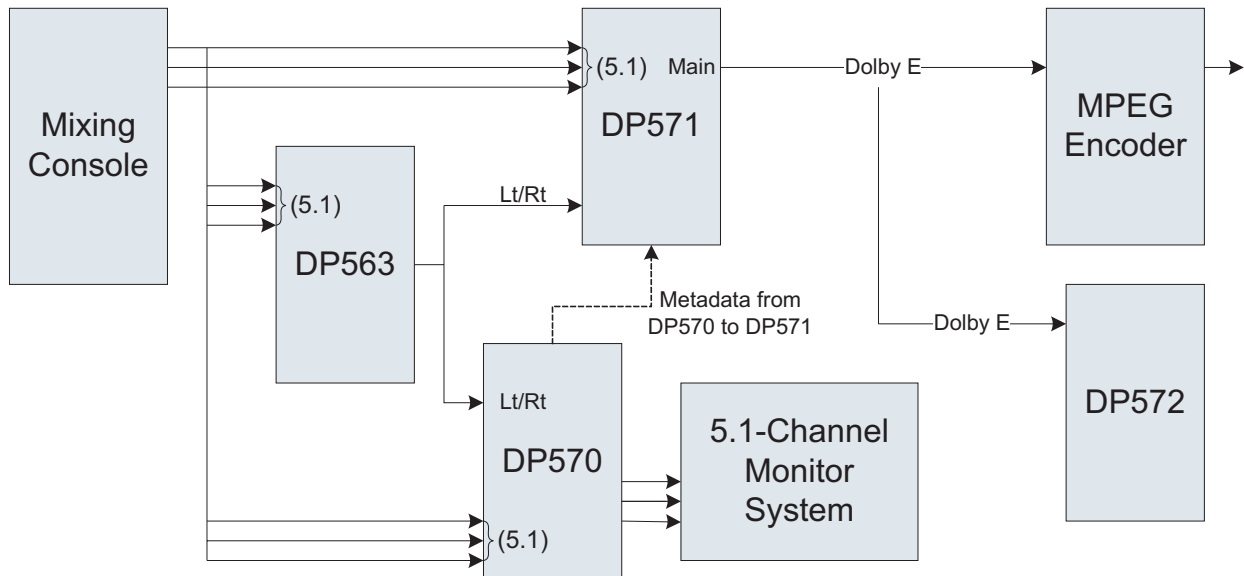 Mixing
Console
(5.1)
Main
DP571
Dolby E
MPEG
Encoder
(5.1)
DP563
Lt/Rt
Metadata from
DP570 to DP571
Dolby E
DP572
Lt/Rt
DP570
(5.1)
5.1-Channel
Monitor
System